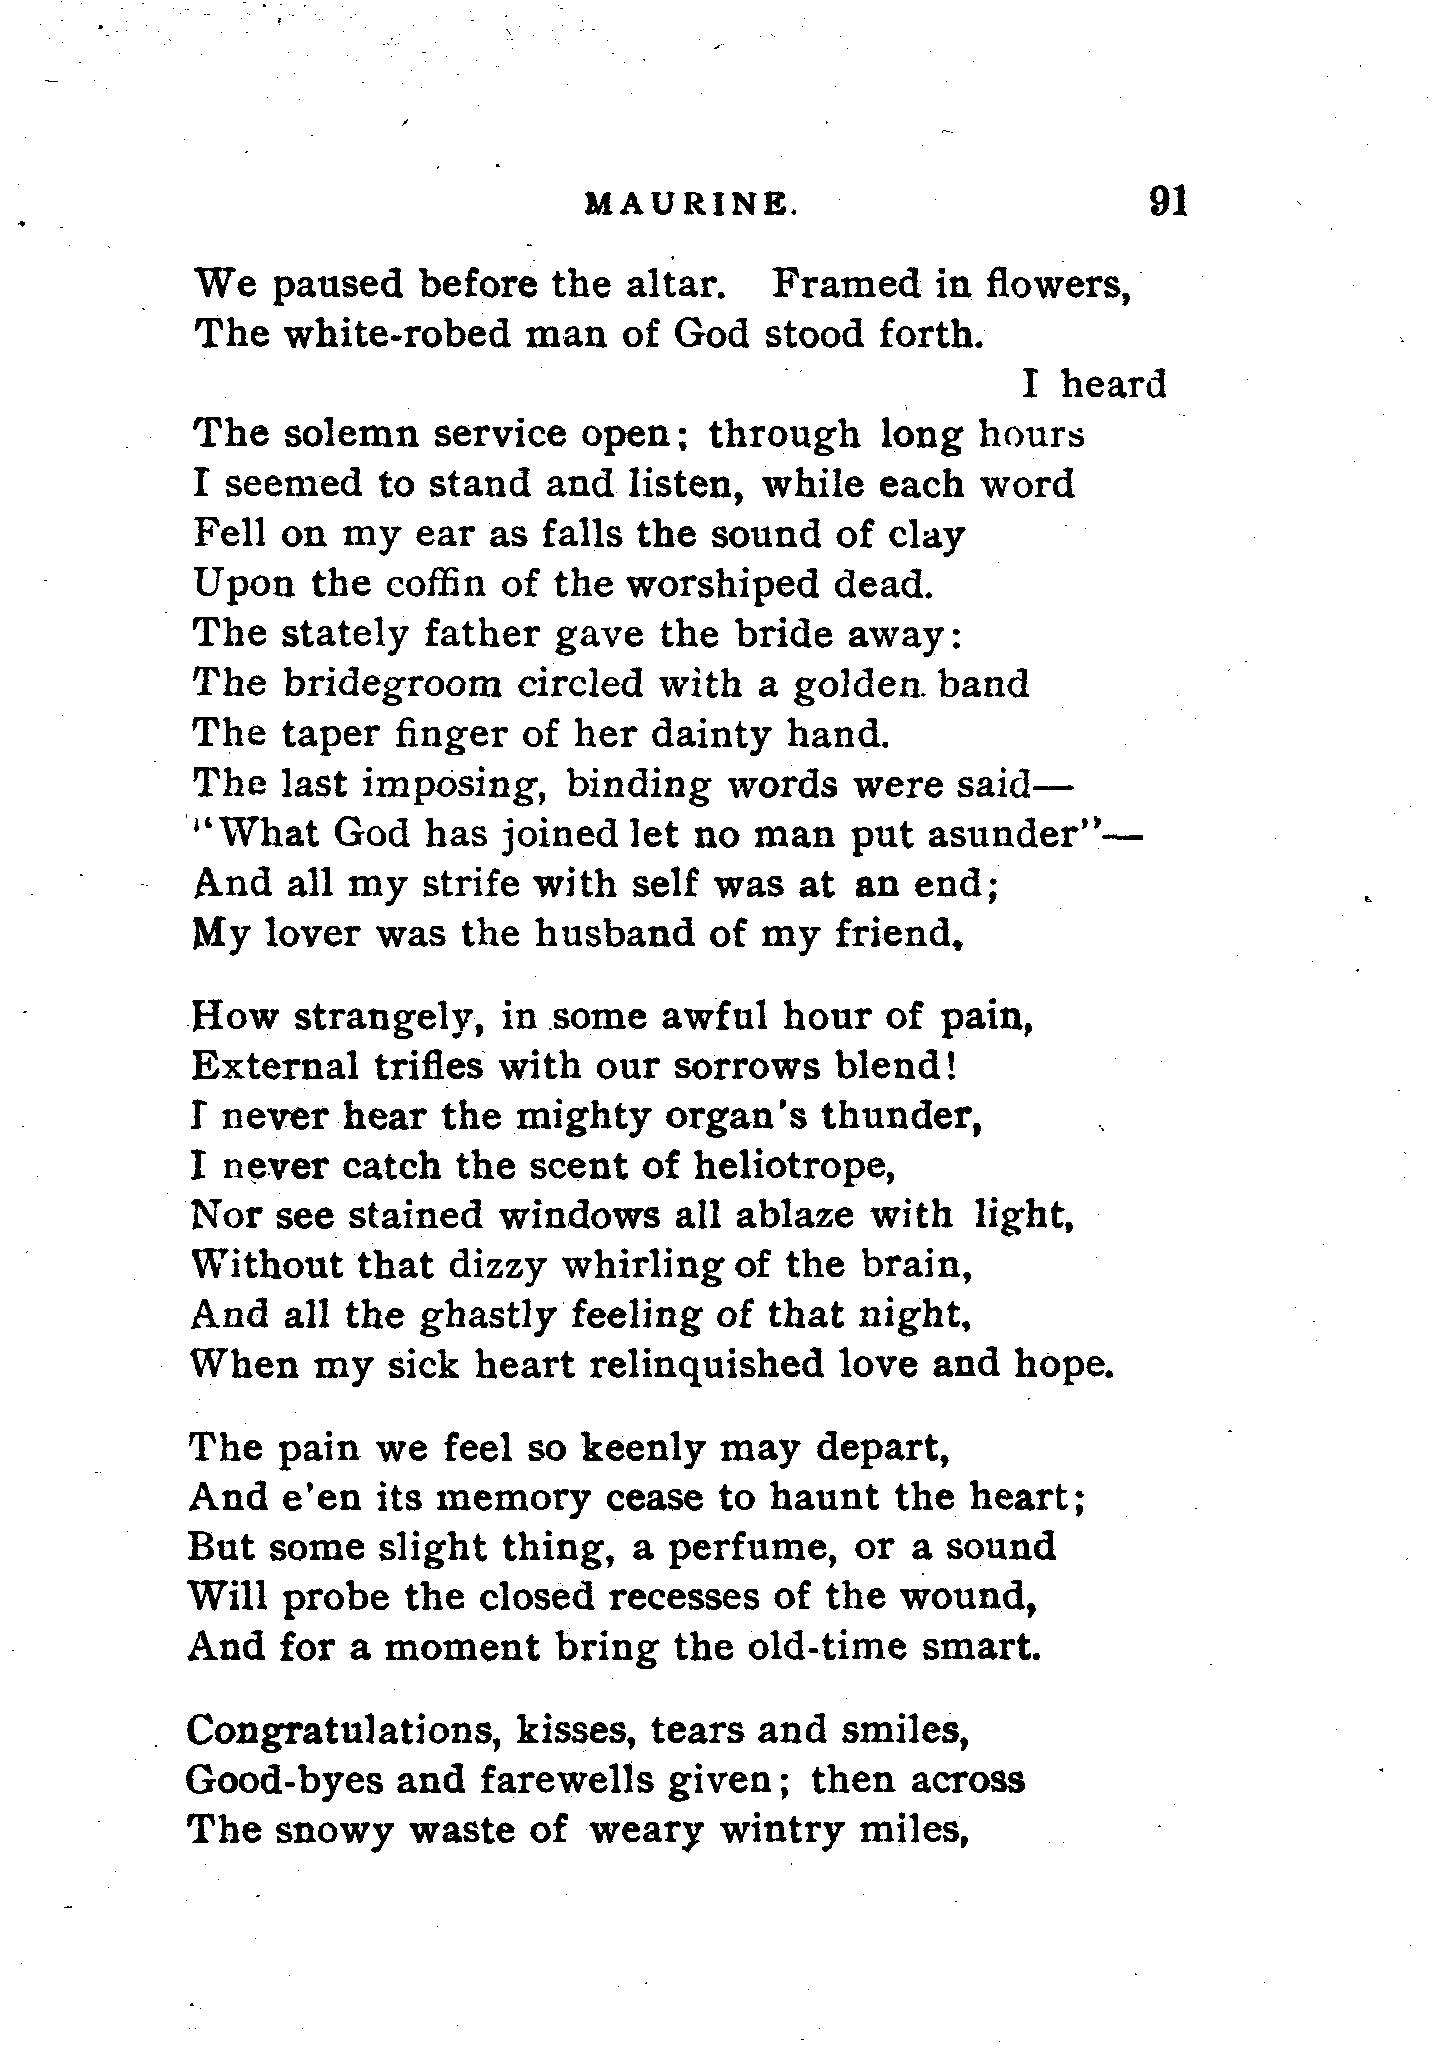 MAURINE. 91
We paused before the altar. Framed in flowers,
The white-robed man of God stood forth.
I heard
The solemn service open; through long hours
I seemed to stand and listen, while each word
Fell on my ear as falls the sound of clay
Upon the coffin of the worshiped dead.
The stately father gave the bride away:
The bridegroom circled with a golden band
The taper finger of her dainty hand.
The last imposing, binding words were said—
"What God has joined let no man put asunder"—
And all my strife with self was at an end;
My lover was the husband of my friend.
How strangely, in some awful hour of pain,
External trifles with our sorrows blend!
I never hear the mighty organ's thunder,
I never catch the scent of heliotrope,
Nor see stained windows all ablaze with light,
Without that dizzy whirling of the brain,
And all the ghastly feeling of that night,
When my sick heart relinquished love and hope.
The pain we feel so keenly may depart,
And e'en its memory cease to haunt the heart;
But some slight thing, a perfume, or a sound
Will probe the closed recesses of the wound,
And for a moment bring the old-time smart.
Congratulations, kisses, tears and smiles,
Good-byes and farewells given; then across
The snowy waste of weary wintry miles,